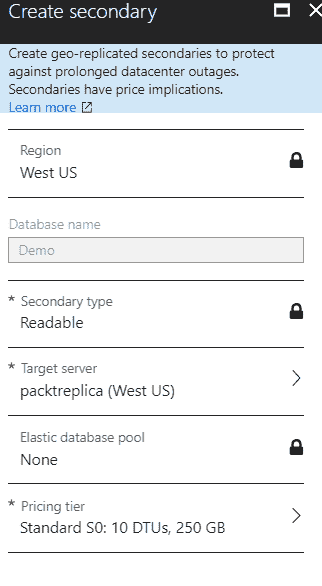 Create secondary
Create geo-replicated secondaries to protect
against prolonged datacenter outages.
Secondaries have price implications.
Learn more
Region
West US
Database name
Demo
* Secondary type
Readable
* Target server
packtreplica (West US)
Elastic database pool
None
* Pricing tier
Standard S0: 10 DTUs, 250 GB